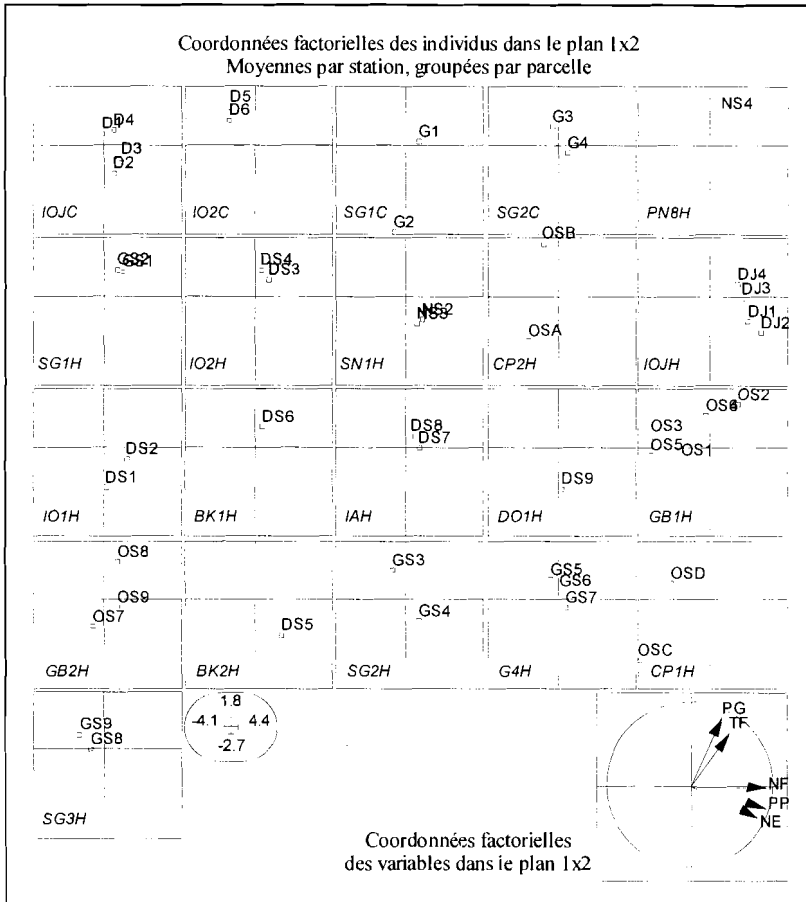 Coordonnées factorielles des individus dans le plan 1x2
Moyennes par station, groupées par parcelle
D4
D3
D2
IOJC
D5
D6
IO2C
G1
G2
SG1C
G3
G4
SG2C
NS4
PN8H
GS2
SG1H
DS4
DS3
IO2H
NS2
NS3
SN1H
OSB
OSA
CP2H
DJ4
DJ3
DJ1
DJ2
IOJH
DS2
DS1
IO1H
DS6
BK1H
DS8
DS7
IAH
DS9
DO1H
OS2
OS3
OS5
OS1
GB1H
OS8
OS9
OS7
GB2H
DS5
BK2H
GS3
GS4
SG2H
GS5
GS6
GS7
G4H
OSD
OSC
CP1H
GS9
GS8
SG3H
1.8
-4.1 4.4
-2.7
PG
TF
NF
PP
NE
Coordonnées factorielles
des variables dans le plan 1x2